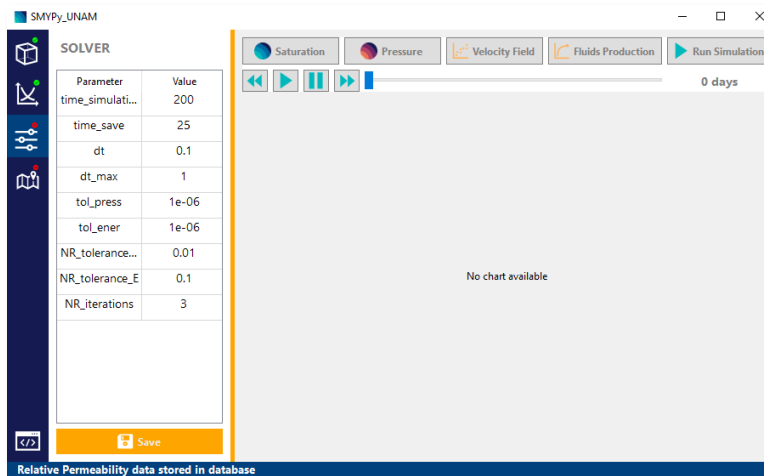 SMYPy_UNAM
SOLVER
Saturation
Pressure
Velocity Field
Fluids Production
Run Simulation
0 days
Parameter Value
time_simulati... 200
time_save 25
dt 0.1
dt_max 1
tol_press 1e-06
tol_ener 1e-06
NR_tolerance... 0.01
NR_tolerance_E 0.1
NR_iterations 3
No chart available
Save
Relative Permeability data stored in database